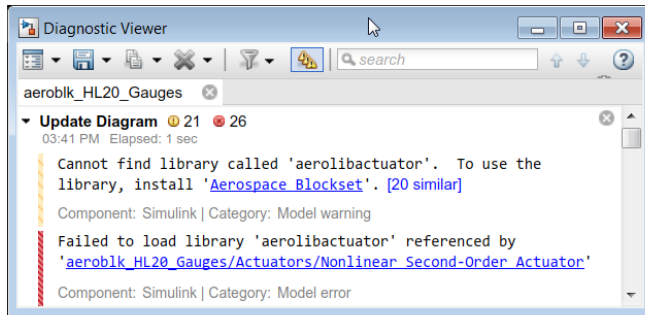 Diagnostic Viewer
search
aeroblk_HL20_Gauges
Update Diagram 21 26
03:41 PM Elapsed: 1 sec
Cannot find library called 'aerolibactuator'. To use the
library, install 'Aerospace Blockset'. [20 similar]
Component: Simulink | Category: Model warning
Failed to load library 'aerolibactuator' referenced by
'aeroblk_HL20_Gauges/Actuators/Nonlinear Second-Order Actuator'
Component: Simulink | Category: Model error